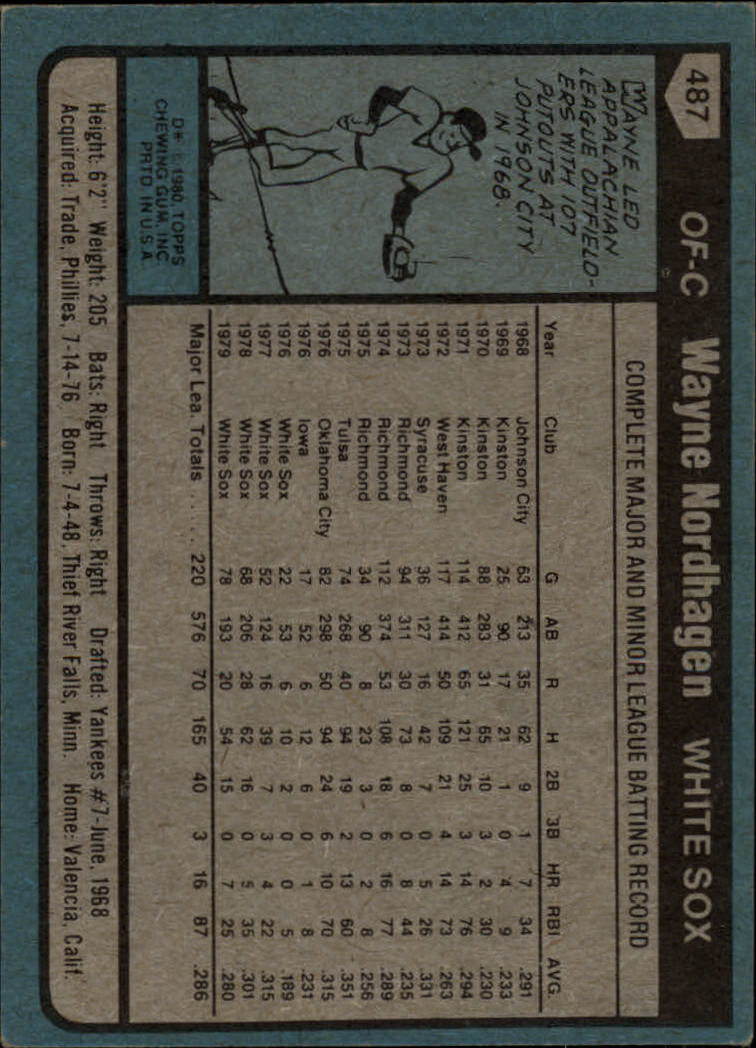 487 OF-C Wayne Nordhagen WHITE SOX
WAYNE LED
APPALACHIAN
LEAGUE OUTFIELD-
ERS WITH 107
PUTOUTS AT
JOHNSON CITY
IN 1968.
D* © 1980 TOPPS
CHEWING GUM, INC.
PRTD. IN U.S.A.
COMPLETE MAJOR AND MINOR LEAGUE BATTING RECORD
Year Club G AB R H 2B 3B HR RBI AVG.
1968 Johnson City 63 213 35 62 9 1 7 34 .291
1969 Kinston 25 90 17 21 1 0 4 9 .233
1970 Kinston 88 283 31 65 10 3 2 30 .230
1971 Kinston 114 412 65 121 25 3 14 76 .294
1972 West Haven 117 414 50 109 21 4 14 73 .263
1973 Syracuse 36 127 16 42 7 0 5 26 .331
1973 Richmond 94 311 30 73 8 0 8 44 .235
1974 Richmond 112 374 53 108 18 6 16 77 .289
1975 Richmond 34 90 8 23 3 0 2 8 .256
1975 Tulsa 74 268 40 94 19 2 13 60 .351
1976 Oklahoma City 82 298 50 94 24 6 10 70 .315
1976 Iowa 17 52 6 12 6 0 1 8 .231
1976 White Sox 22 53 6 10 2 0 0 5 .189
1977 White Sox 52 124 16 39 7 3 4 22 .315
1978 White Sox 68 206 28 62 16 0 5 35 .301
1979 White Sox 78 193 20 54 15 0 7 25 .280
Major Lea. Totals ...... 220 576 70 165 40 3 16 87 .286
Height: 6'2" Weight: 205 Bats: Right Throws: Right Drafted: Yankees #7-June, 1968
Acquired: Trade, Phillies, 7-14-76 Born: 7-4-48, Thief River Falls, Minn. Home: Valencia, Calif.